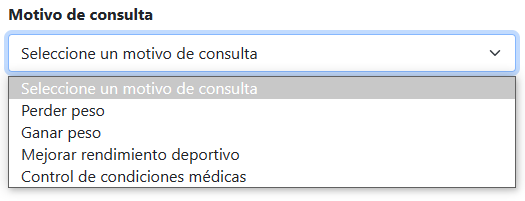 Motivo de consulta
Seleccione un motivo de consulta
Seleccione un motivo de consulta
Perder peso
Ganar peso
Mejorar rendimiento deportivo
Control de condiciones médicas